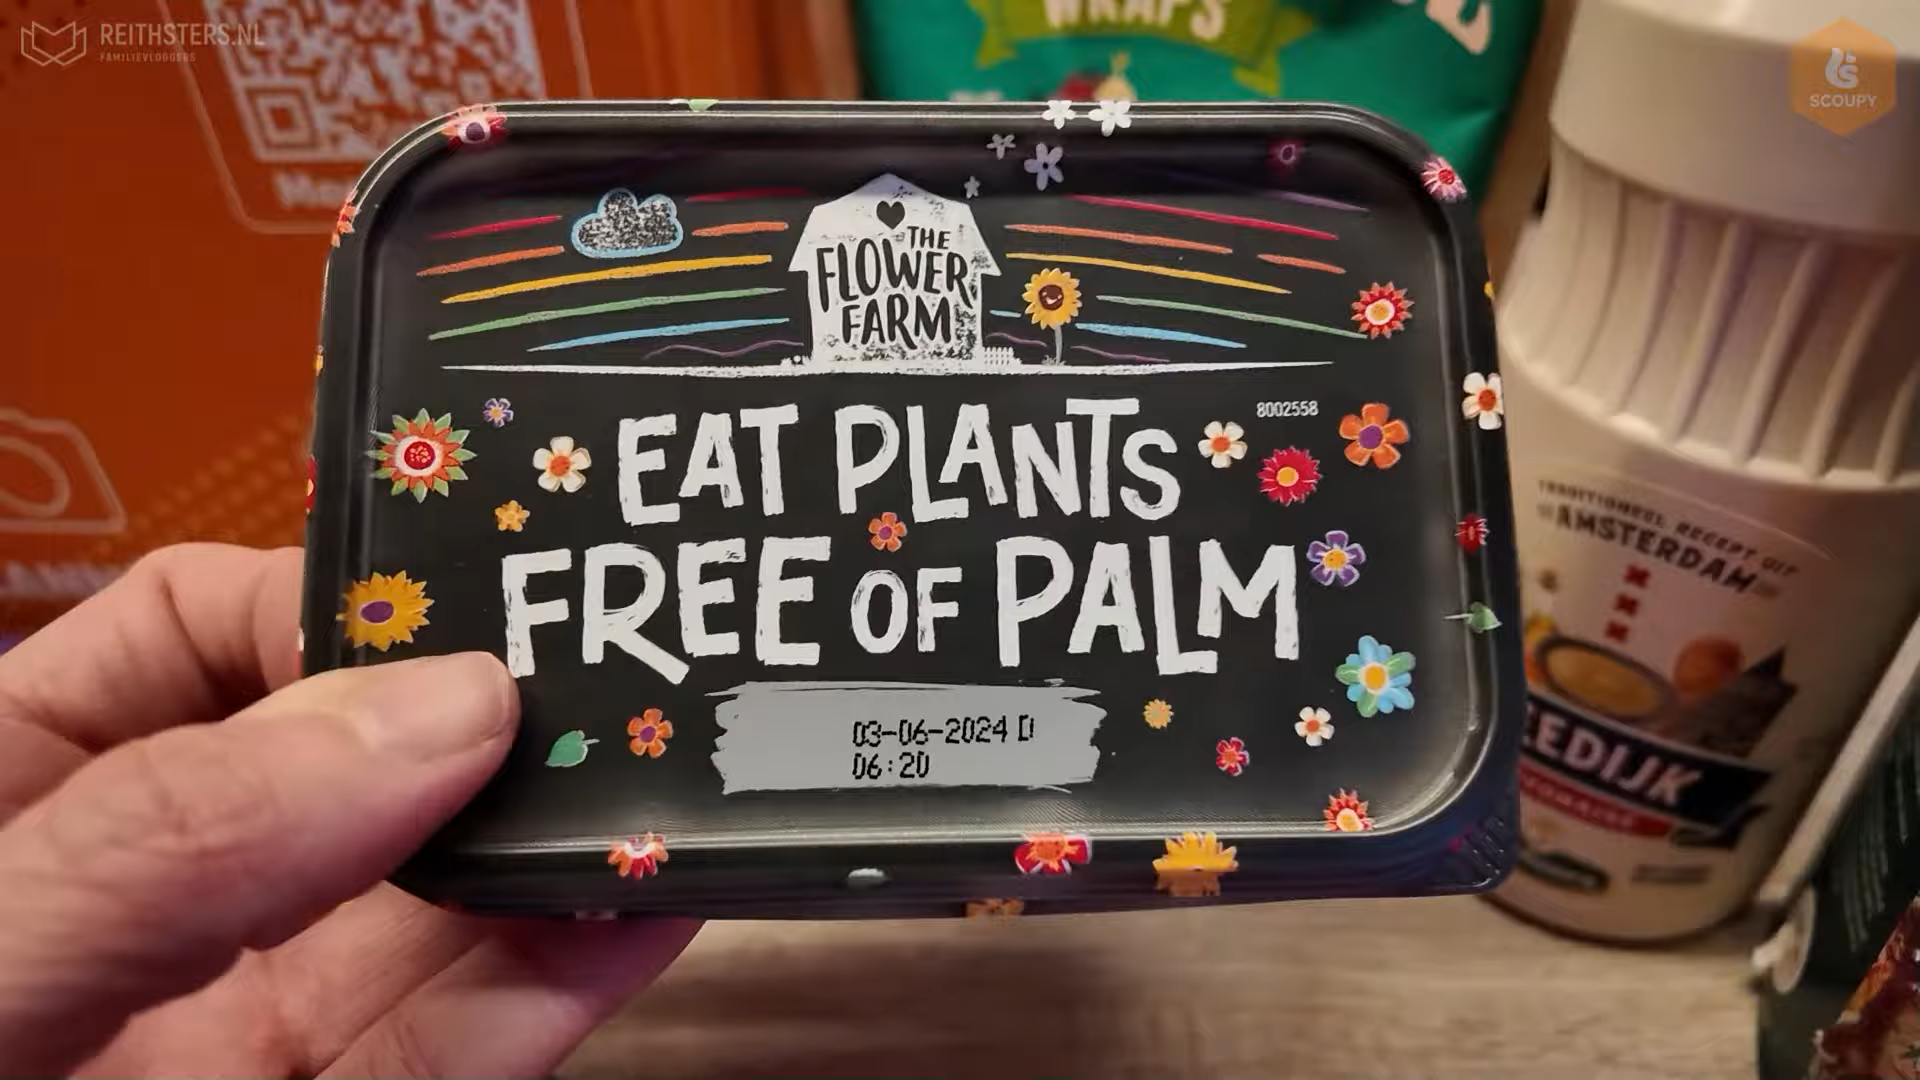 REITHSTERS.NL
FAMILIEVLOGGERS
WRAPS
SCOUPY
THE
FLOWER
FARM
8002558
EAT PLANTS
FREE OF PALM
03-06-2024 D
06:20
TRADITIONEEL RECEPT UIT
AMSTERDAM
EDIJK